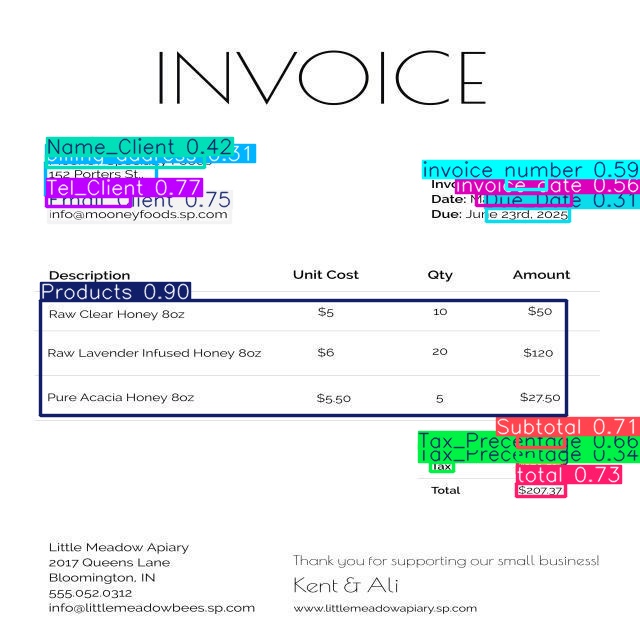 INVOICE
Name_Client 0.42
billing_address 0.31
152 Porters St.,
Tel_Client 0.77
Email_Client 0.75
info@mooneyfoods.sp.com
invoice_number 0.59
invoice_date 0.56
Date:
Due_Date 0.31
Due: June 23rd, 2025
Description Unit Cost Qty Amount
Products 0.90
Raw Clear Honey 8oz $5 10 $50
Raw Lavender Infused Honey 8oz $6 20 $120
Pure Acacia Honey 8oz $5.50 5 $27.50
Subtotal 0.71
Tax_Precentage 0.66
Tax_Precentage 0.34
Tax
total 0.73
Total $207.37
Little Meadow Apiary
2017 Queens Lane
Bloomington, IN
555.052.0312
info@littlemeadowbees.sp.com
Thank you for supporting our small business!
Kent & Ali
www.littlemeadowapiary.sp.com